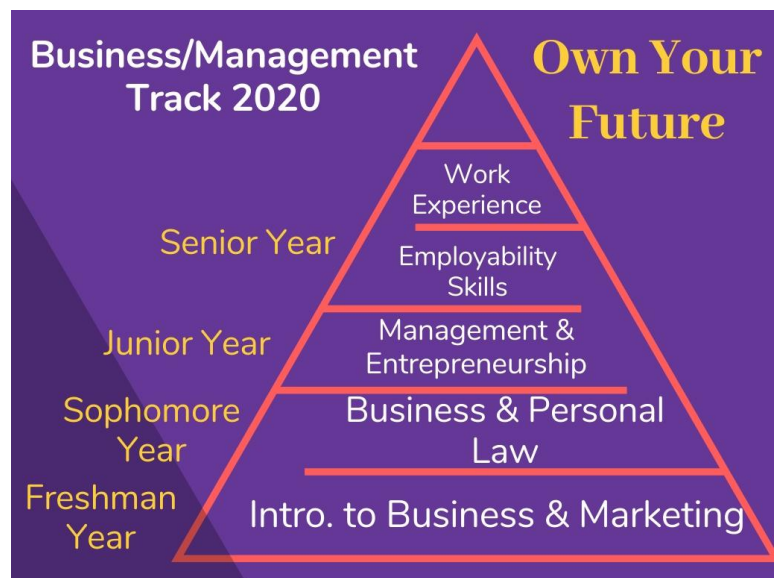 Business/Management
Track 2020
Own Your
Future
Work
Experience
Senior Year
Employability
Skills
Junior Year
Management &
Entrepreneurship
Sophomore
Year
Business & Personal
Law
Freshman
Year
Intro. to Business & Marketing